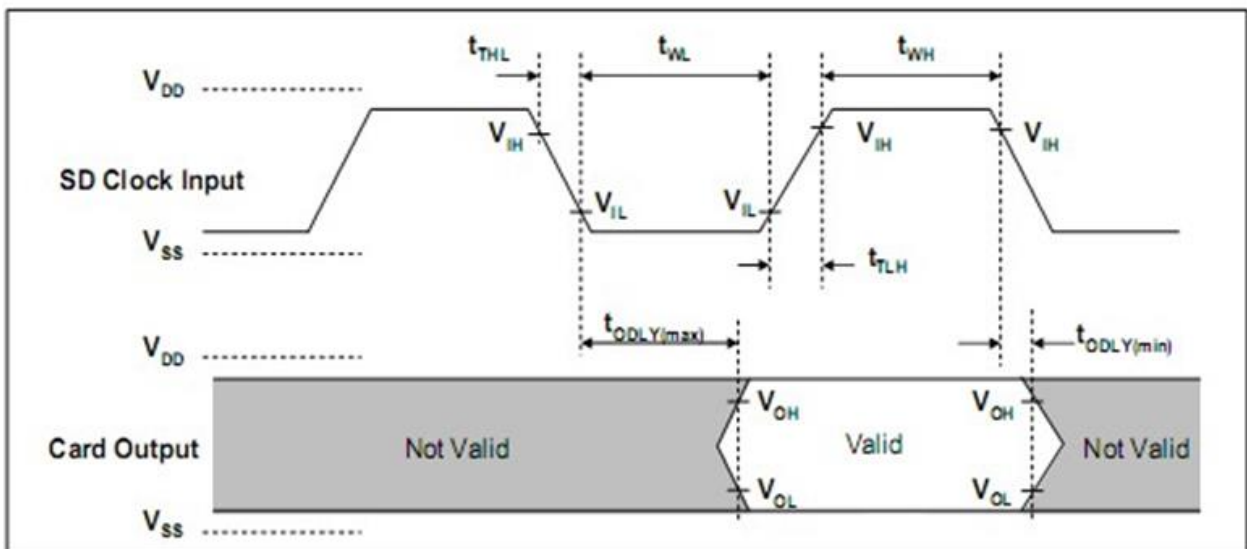 tTHL tWL tWH
VDD
VIH VIH VIH
SD Clock Input
VIL VIL
VSS
tTLH
tODLY(max) tODLY(min)
VDD
VOH VOH
Card Output Not Valid Valid Not Valid
VOL VOL
VSS